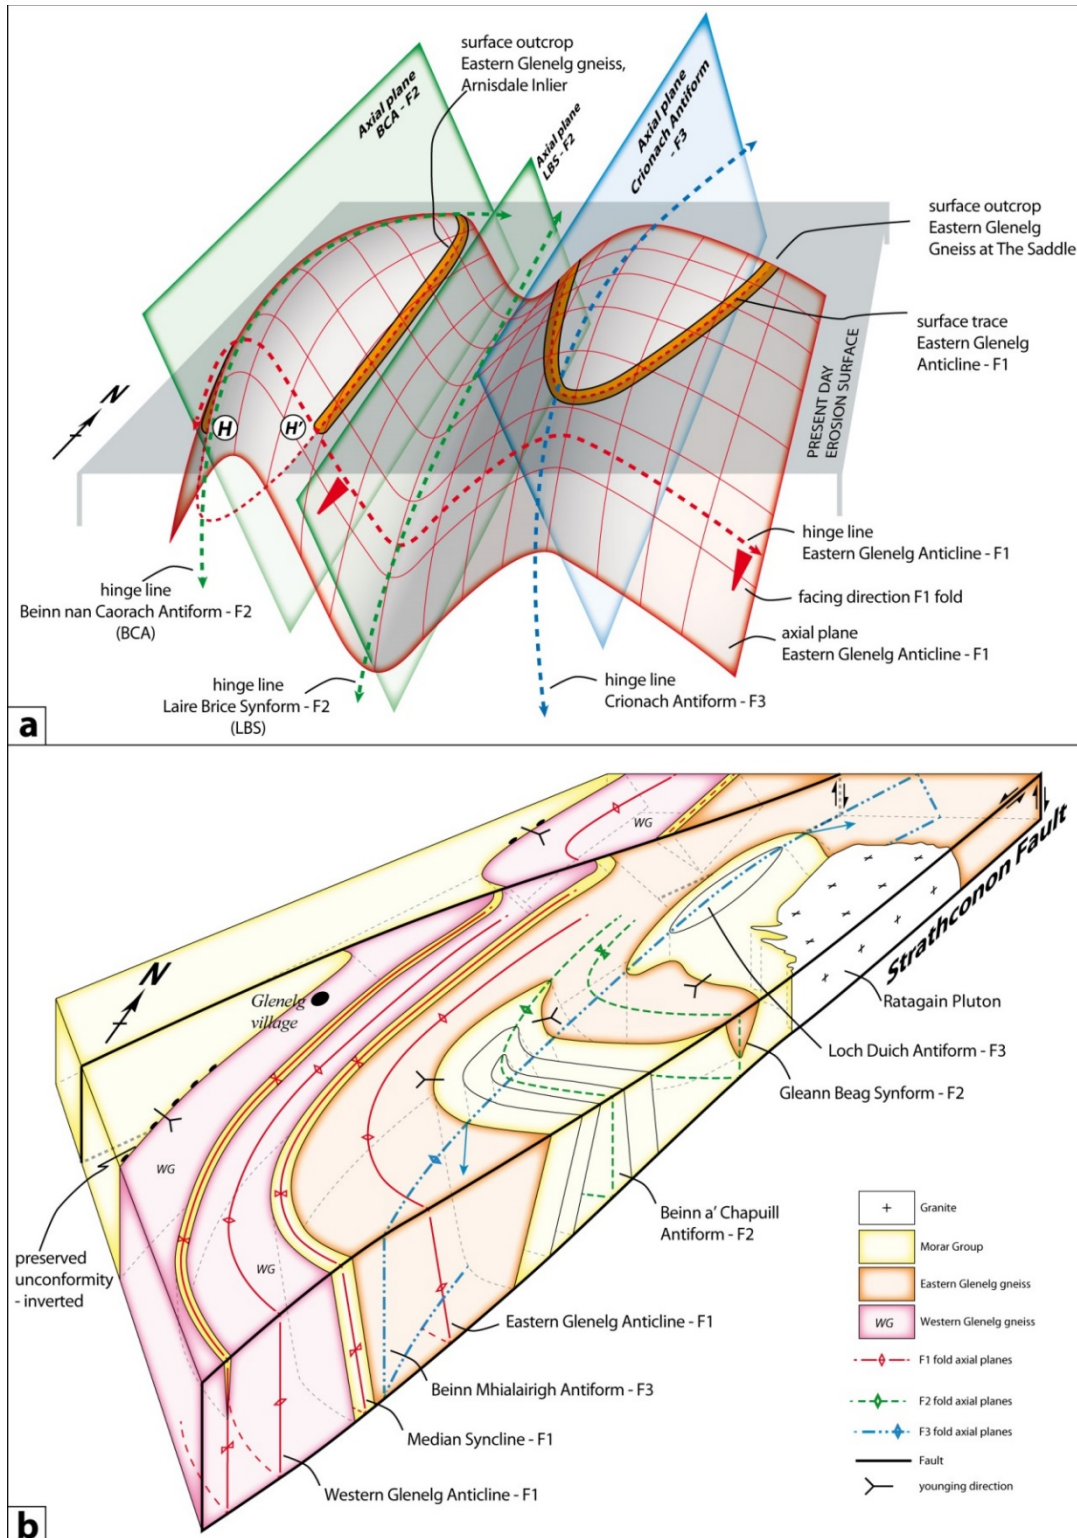 surface outcrop
Eastern Glenelg gneiss,
Arnisdale Inlier
Axial plane
BCA - F2
Axial plane
LBS - F2
Axial plane
Crionach Antiform
- F3
surface outcrop
Eastern Glenelg
Gneiss at The Saddle
surface trace
Eastern Glenelg
Anticline - F1
PRESENT DAY
EROSION SURFACE
N
H
H'
hinge line
Eastern Glenelg Anticline - F1
facing direction F1 fold
axial plane
Eastern Glenelg Anticline - F1
hinge line
Beinn nan Caorach Antiform - F2
(BCA)
hinge line
Laire Brice Synform - F2
(LBS)
hinge line
Crionach Antiform - F3
a
WG
Strathconon Fault
N
Glenelg
village
Ratagain Pluton
Loch Duich Antiform - F3
Gleann Beag Synform - F2
WG
preserved
unconformity
- inverted
WG
Beinn a' Chapuill
Antiform - F2
Eastern Glenelg Anticline - F1
Beinn Mhialairigh Antiform - F3
Median Syncline - F1
Western Glenelg Anticline - F1
+ Granite
Morar Group
Eastern Glenelg gneiss
WG Western Glenelg gneiss
F1 fold axial planes
F2 fold axial planes
F3 fold axial planes
Fault
younging direction
b